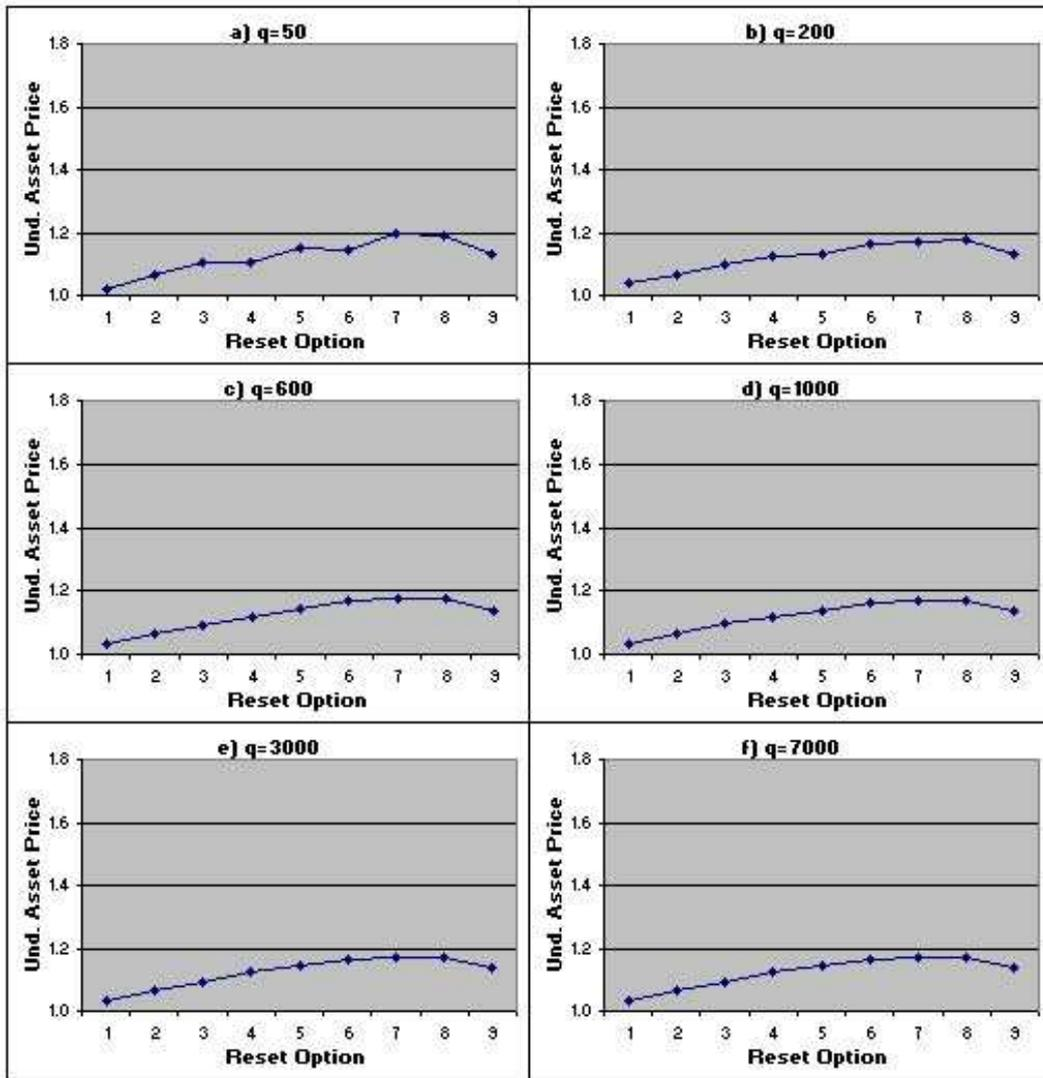 a) q=50
Und. Asset Price
1.8
1.6
1.4
1.2
1.0
1 2 3 4 5 6 7 8 9
Reset Option
b) q=200
Und. Asset Price
1.8
1.6
1.4
1.2
1.0
1 2 3 4 5 6 7 8 9
Reset Option
c) q=600
Und. Asset Price
1.8
1.6
1.4
1.2
1.0
1 2 3 4 5 6 7 8 9
Reset Option
d) q=1000
Und. Asset Price
1.8
1.6
1.4
1.2
1.0
1 2 3 4 5 6 7 8 9
Reset Option
e) q=3000
Und. Asset Price
1.8
1.6
1.4
1.2
1.0
1 2 3 4 5 6 7 8 9
Reset Option
f) q=7000
Und. Asset Price
1.8
1.6
1.4
1.2
1.0
1 2 3 4 5 6 7 8 9
Reset Option